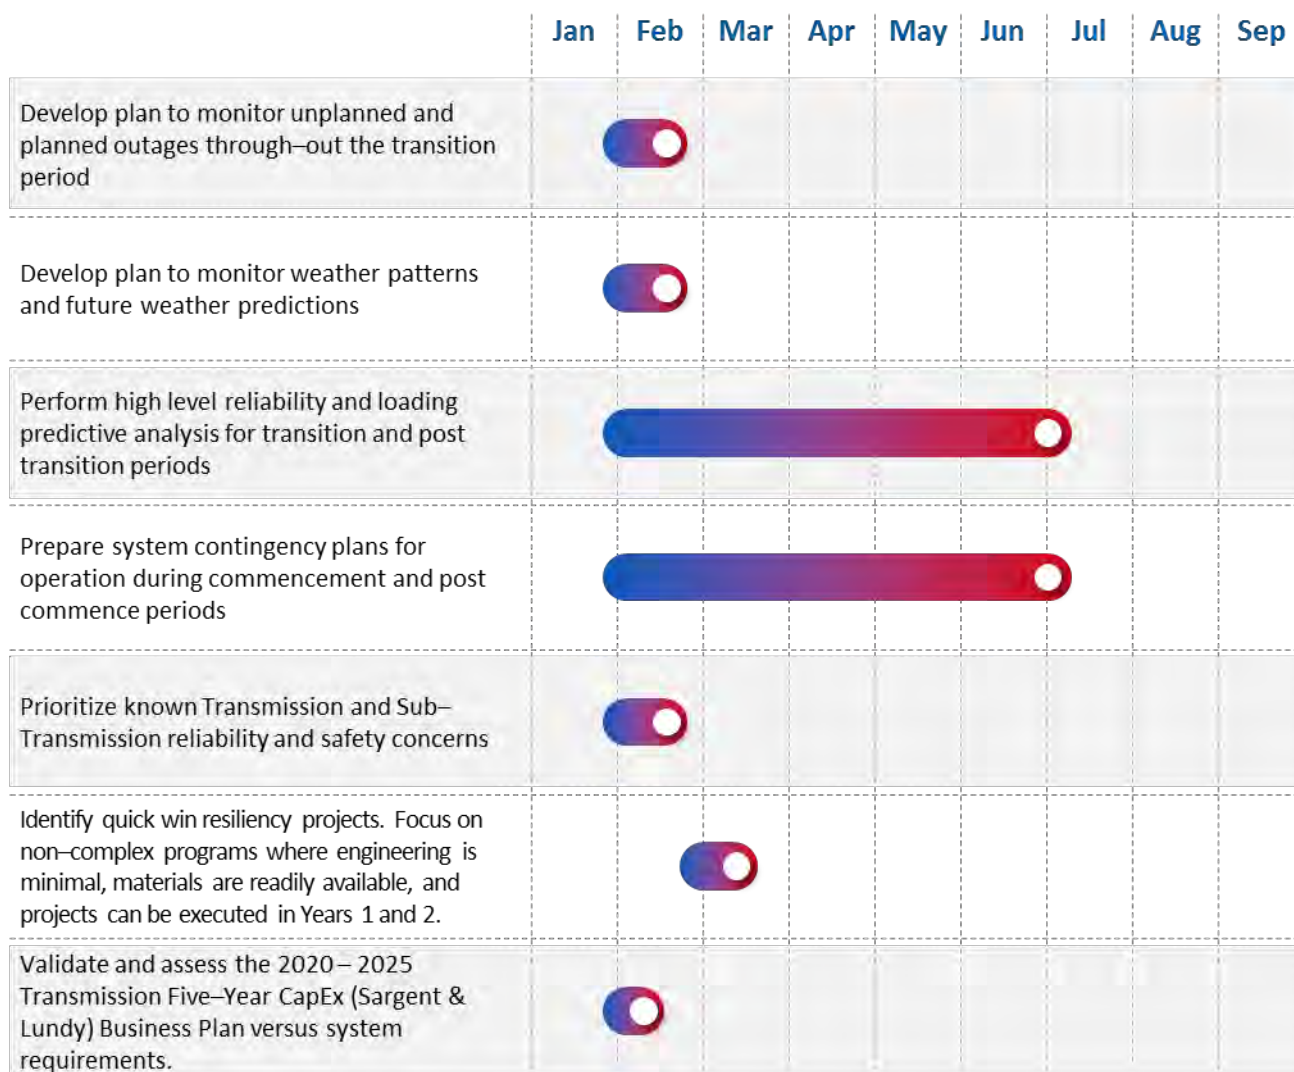 Jan Feb Mar Apr May Jun Jul Aug Sep
Develop plan to monitor unplanned and
planned outages through–out the transition
period
Develop plan to monitor weather patterns
and future weather predictions
Perform high level reliability and loading
predictive analysis for transition and post
transition periods
Prepare system contingency plans for
operation during commencement and post
commence periods
Prioritize known Transmission and Sub–
Transmission reliability and safety concerns
Identify quick win resiliency projects. Focus on
non–complex programs where engineering is
minimal, materials are readily available, and
projects can be executed in Years 1 and 2.
Validate and assess the 2020 – 2025
Transmission Five–Year CapEx (Sargent &
Lundy) Business Plan versus system
requirements.